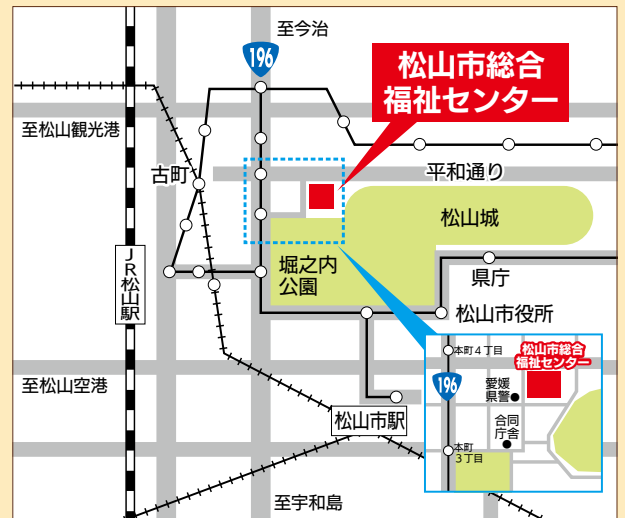 至今治
196
松山市総合
福祉センター
至松山観光港
古町
平和通り
松山城
JR松山駅
堀之内
公園
県庁
松山市役所
至松山空港
松山市駅
至宇和島
本町4丁目
松山市総合
福祉センター
196
愛媛
県警
合同
庁舎
本町
3丁目